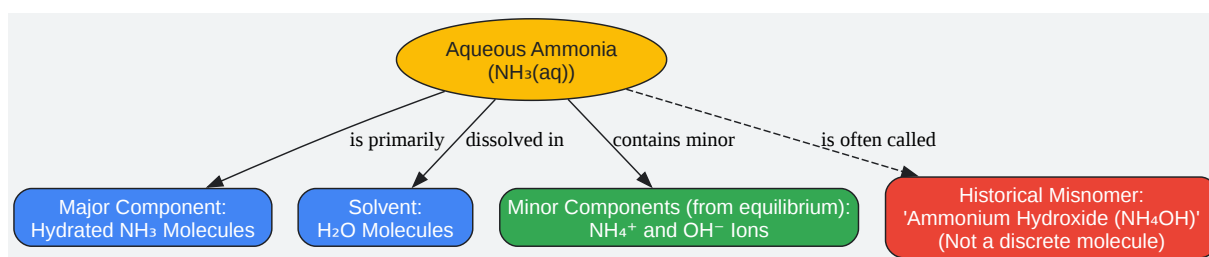 Aqueous Ammonia
(NH₃(aq))
is primarily
dissolved in
contains minor
is often called
Major Component:
Hydrated NH₃ Molecules
Solvent:
H₂O Molecules
Minor Components (from equilibrium):
NH₄⁺ and OH⁻ Ions
Historical Misnomer:
'Ammonium Hydroxide (NH₄OH)'
(Not a discrete molecule)